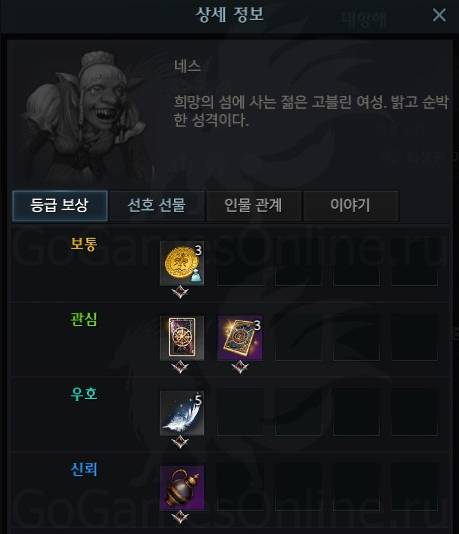 상세 정보
대항해
네스
희망의 섬에 사는 젊은 고블린 여성. 밝고 순박
한 성격이다.
등급 보상
선호 선물
인물 관계
이야기
보통
3
GoGamesOnline.ru
관심
3
우호
5
신뢰
GoGamesOnline.ru